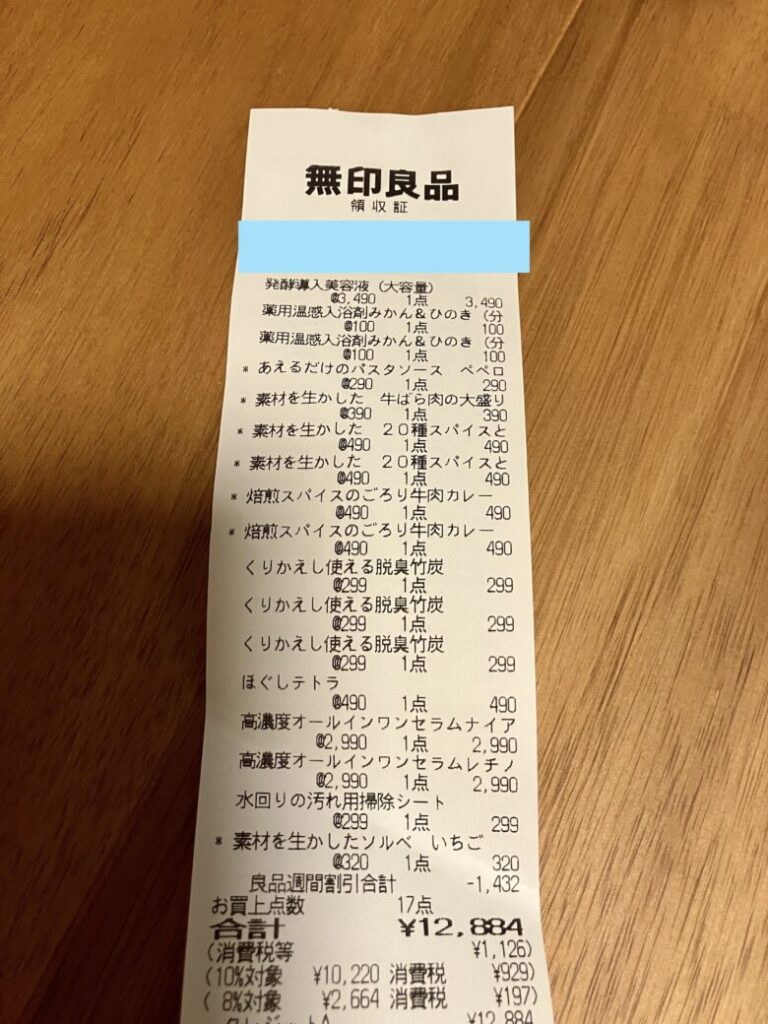 無印良品
領収証
発酵導入美容液(大容量)
@3,490 1点 3,490
薬用温感入浴剤みかん&ひのき(分
@100 1点 100
薬用温感入浴剤みかん&ひのき(分
@100 1点 100
* あえるだけのパスタソース ペペロ
@290 1点 290
* 素材を生かした 牛ばら肉の大盛り
@390 1点 390
* 素材を生かした 20種スパイスと
@490 1点 490
* 素材を生かした 20種スパイスと
@490 1点 490
* 焙煎スパイスのごろり牛肉カレー
@490 1点 490
* 焙煎スパイスのごろり牛肉カレー
@490 1点 490
くりかえし使える脱臭竹炭
@299 1点 299
くりかえし使える脱臭竹炭
@299 1点 299
くりかえし使える脱臭竹炭
@299 1点 299
ほぐしテトラ
@490 1点 490
高濃度オールインワンセラムナイア
@2,990 1点 2,990
高濃度オールインワンセラムレチノ
@2,990 1点 2,990
水回りの汚れ用掃除シート
@299 1点 299
* 素材を生かしたソルベ いちご
@320 1点 320
良品週間割引合計 -1,432
お買上点数 17点
合計 ¥12,884
(消費税等 ¥1,126)
(10%対象 ¥10,220 消費税 ¥929)
( 8%対象 ¥2,664 消費税 ¥197)
クレジットA ¥12,884